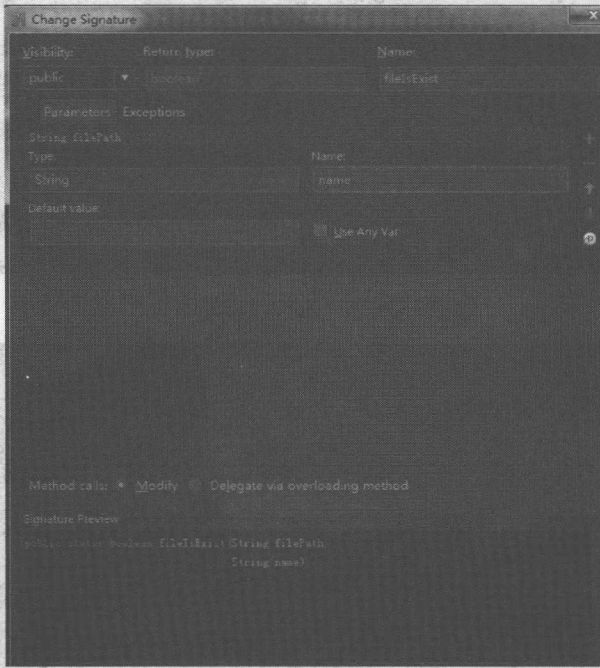 Change Signature
Visibility: Return type: Name:
public boolean fileIsExist
Parameters Exceptions
String filePath
Type: Name:
String name
Default value:
Use Any Var
Method calls: Modify Delegate via overloading method
Signature Preview
public static boolean fileIsExist(String filePath,
String name)